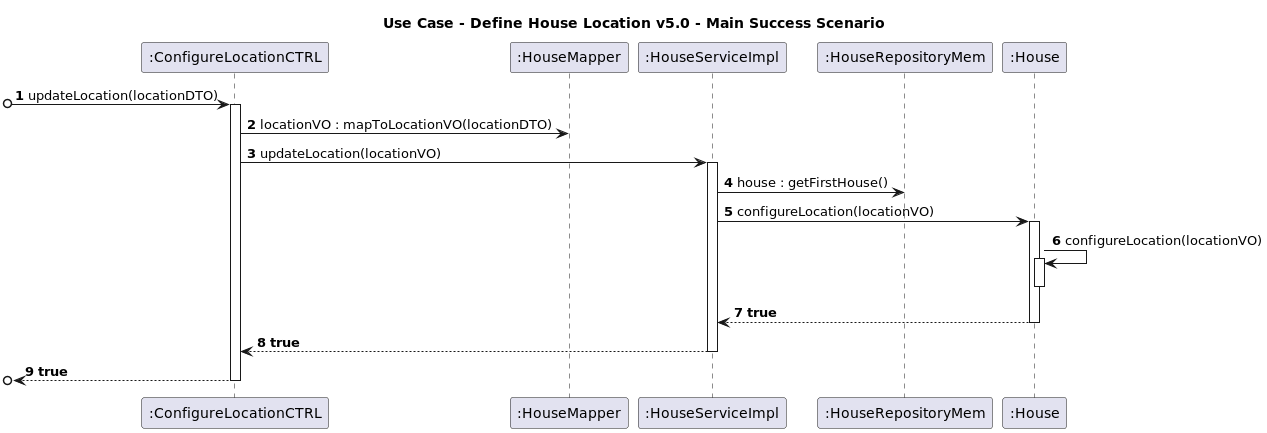 Use Case - Define House Location v5.0 - Main Success Scenario
:ConfigureLocationCTRL :HouseMapper :HouseServiceImpl :HouseRepositoryMem :House
1 updateLocation(locationDTO)
2 locationVO : mapToLocationVO(locationDTO)
3 updateLocation(locationVO)
4 house : getFirstHouse()
5 configureLocation(locationVO)
6 configureLocation(locationVO)
7 true
8 true
9 true
:ConfigureLocationCTRL :HouseMapper :HouseServiceImpl :HouseRepositoryMem :House